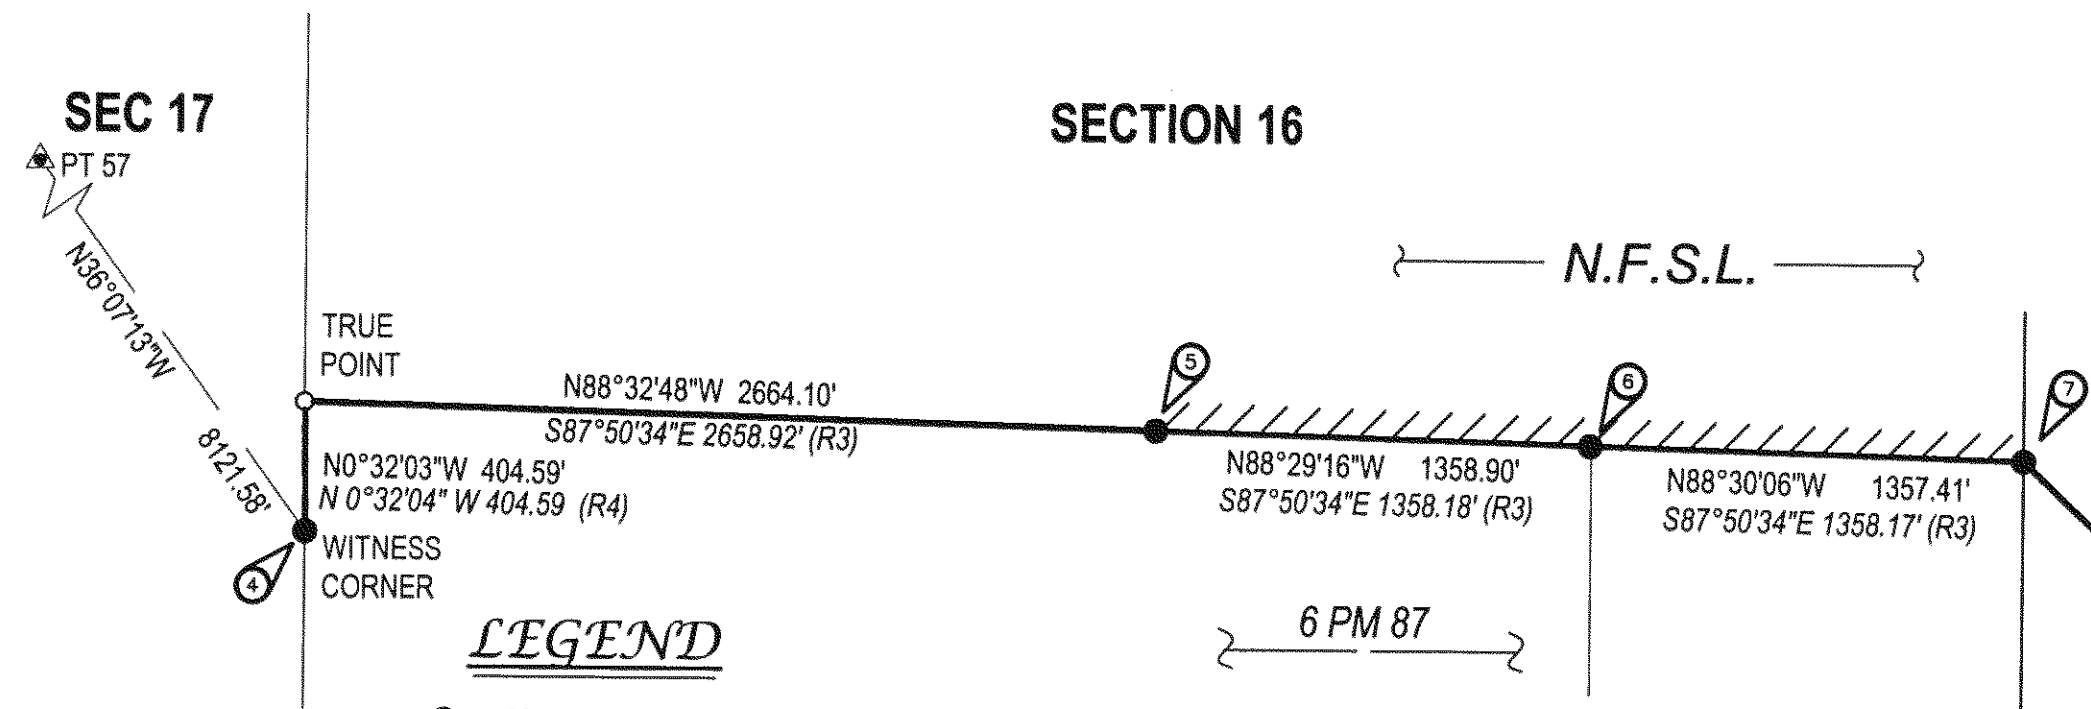 SEC 17
SECTION 16
PT 57
N.F.S.L.
N36°07'13"W
8121.58'
TRUE
POINT
N88°32'48"W 2664.10'
S87°50'34"E 2658.92' (R3)
5
6
7
N0°32'03"W 404.59'
N 0°32'04" W 404.59 (R4)
N88°29'16"W 1358.90'
S87°50'34"E 1358.18' (R3)
N88°30'06"W 1357.41'
S87°50'34"E 1358.17' (R3)
WITNESS
CORNER
4
LEGEND
6 PM 87